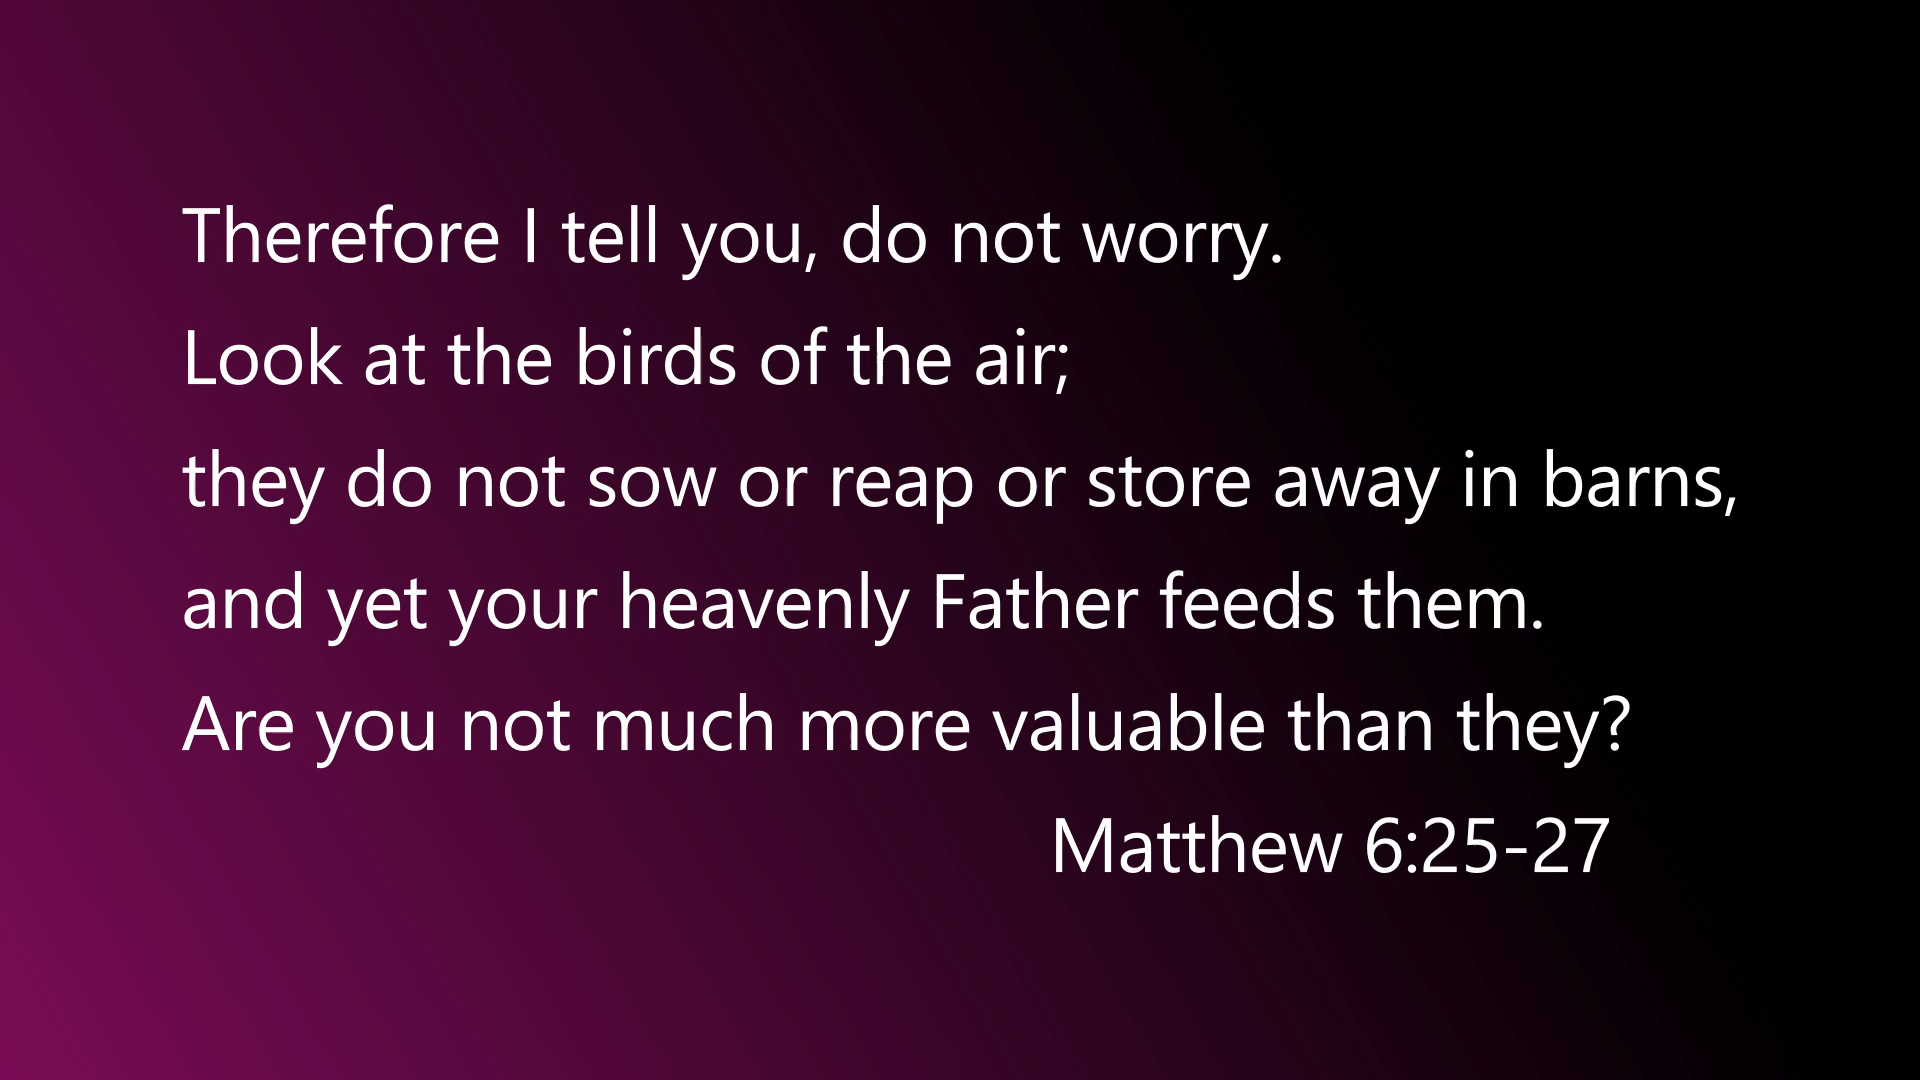 Therefore I tell you, do not worry.
Look at the birds of the air;
they do not sow or reap or store away in barns,
and yet your heavenly Father feeds them.
Are you not much more valuable than they?
Matthew 6:25-27